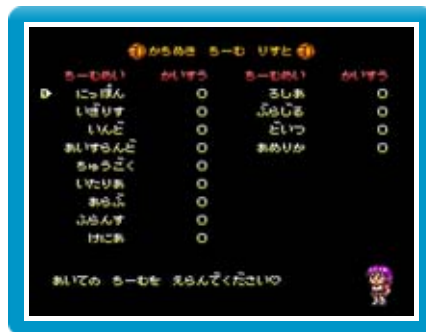 かちぬき ちーむ りすと
ちーむめい かいすう ちーむめい かいすう
にっぽん 0 ろしあ 0
いぎりす 0 ぶらじる 0
いんど 0 どいつ 0
あいすらんど 0 あめりか 0
ちゅうごく 0
いたりあ 0
あらぶ 0
ふらんす 0
けにあ 0
あいての ちーむを えらんでください♡